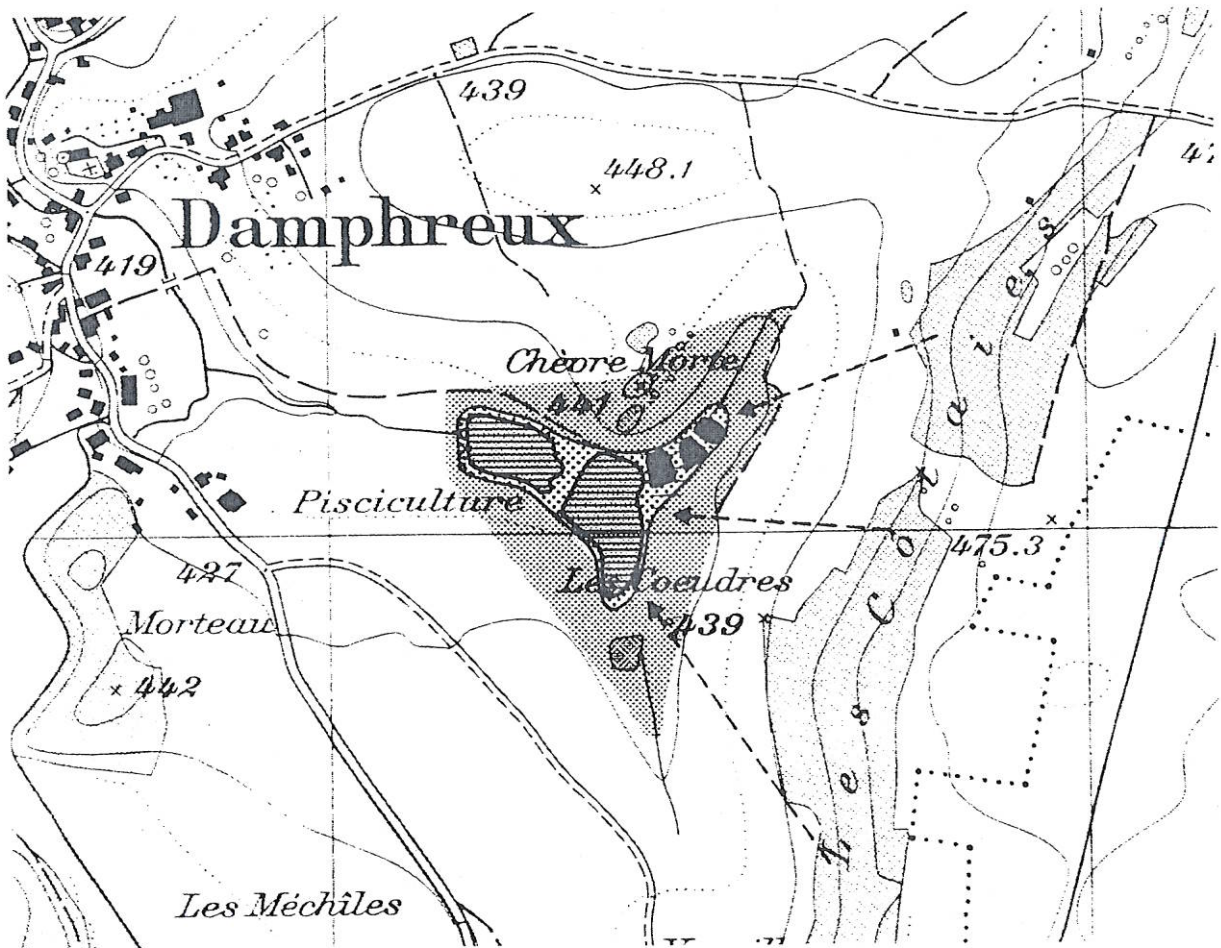 439
448.1
Damphreux
419
Chèvre Morte
441
Pisciculture
475.3
427
Les Coeudres
Morteau
439
442
Les Méchîles
Les Côtaies